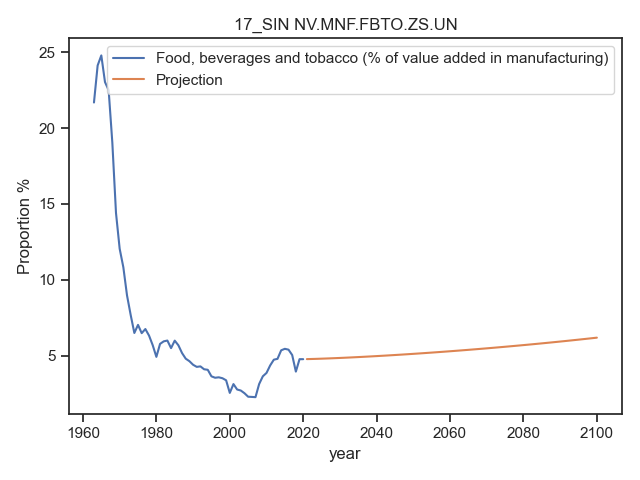 17_SIN NV.MNF.FBTO.ZS.UN
Food, beverages and tobacco (% of value added in manufacturing)
Projection
Proportion %
25
20
15
10
5
1960 1980 2000 2020 2040 2060 2080 2100
year